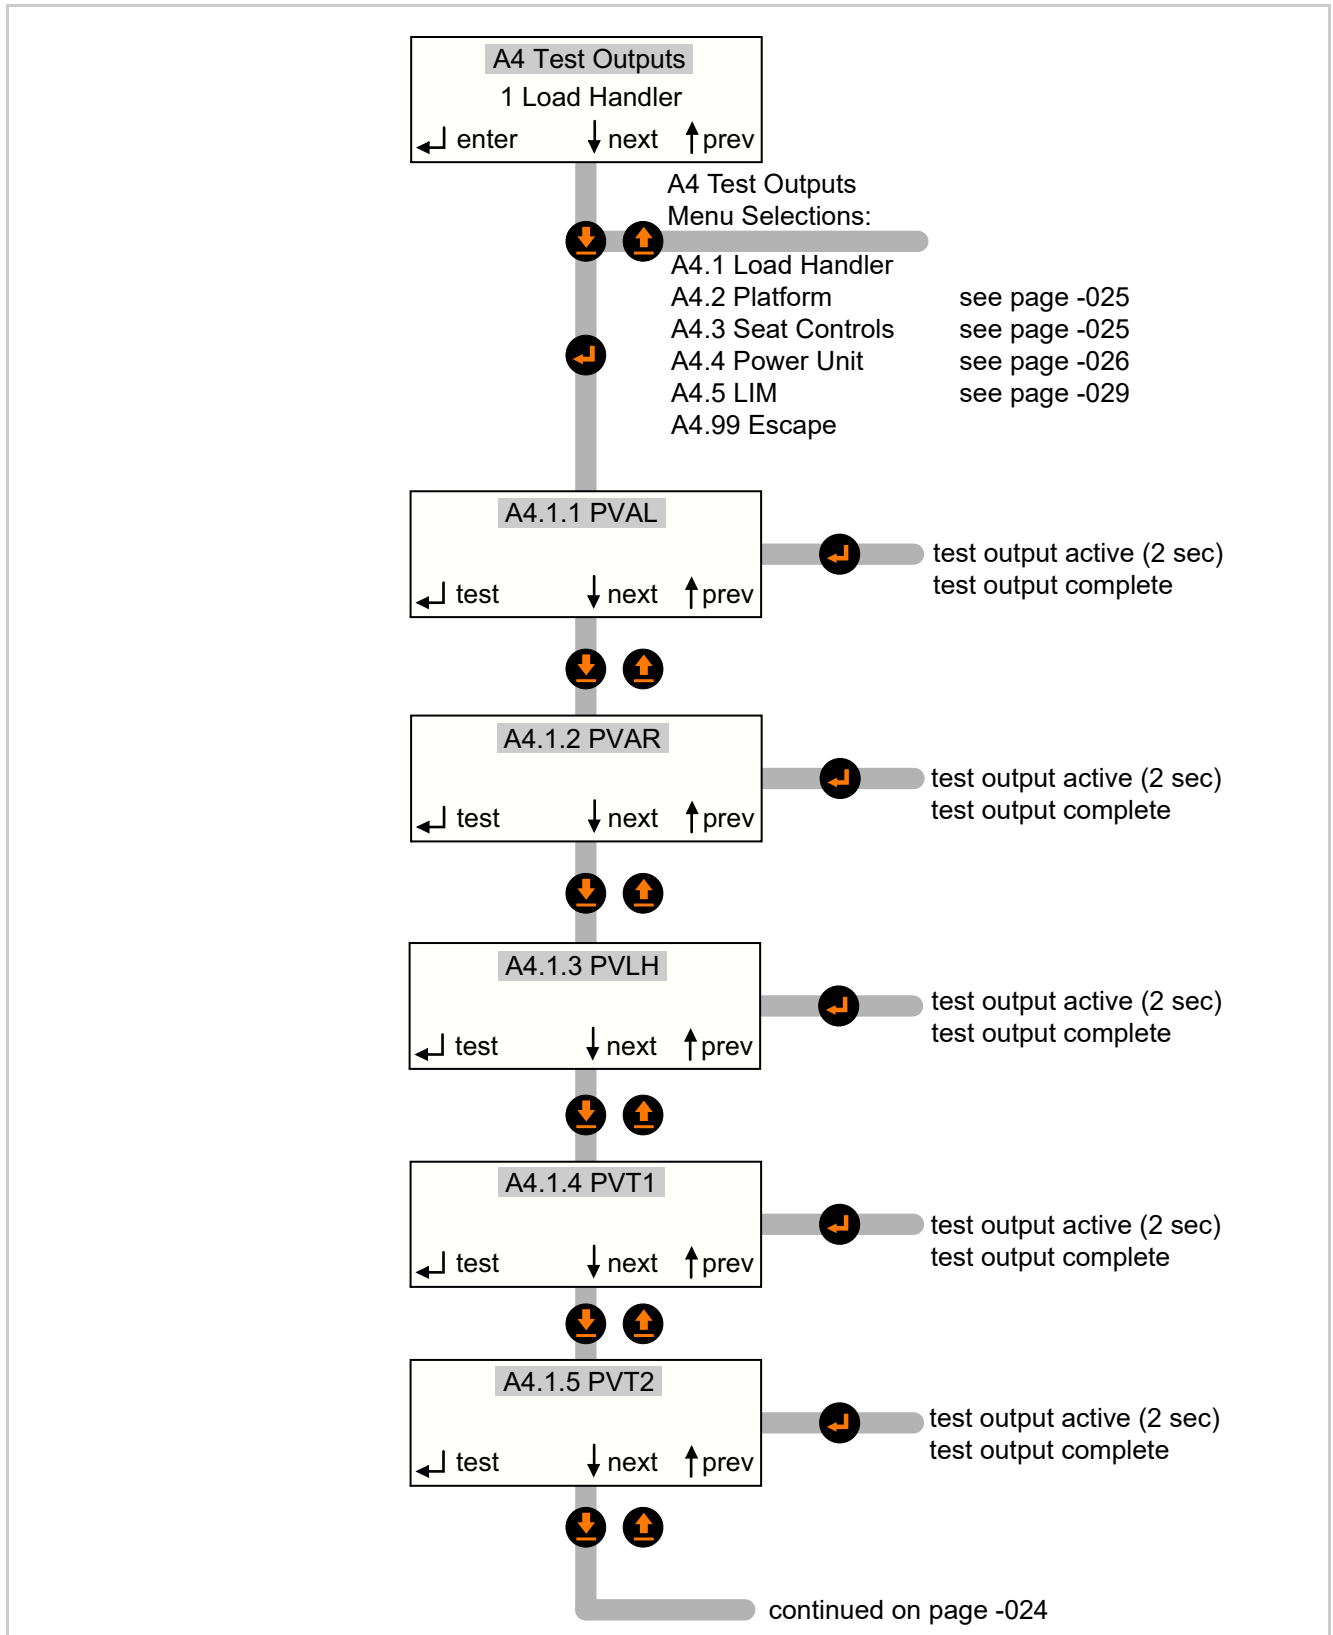 A4 Test Outputs
1 Load Handler
enter next prev
A4 Test Outputs
Menu Selections:
A4.1 Load Handler
A4.2 Platform see page -025
A4.3 Seat Controls see page -025
A4.4 Power Unit see page -026
A4.5 LIM see page -029
A4.99 Escape
A4.1.1 PVAL
test next prev
test output active (2 sec)
test output complete
A4.1.2 PVAR
test next prev
test output active (2 sec)
test output complete
A4.1.3 PVLH
test next prev
test output active (2 sec)
test output complete
A4.1.4 PVT1
test next prev
test output active (2 sec)
test output complete
A4.1.5 PVT2
test next prev
test output active (2 sec)
test output complete
continued on page -024